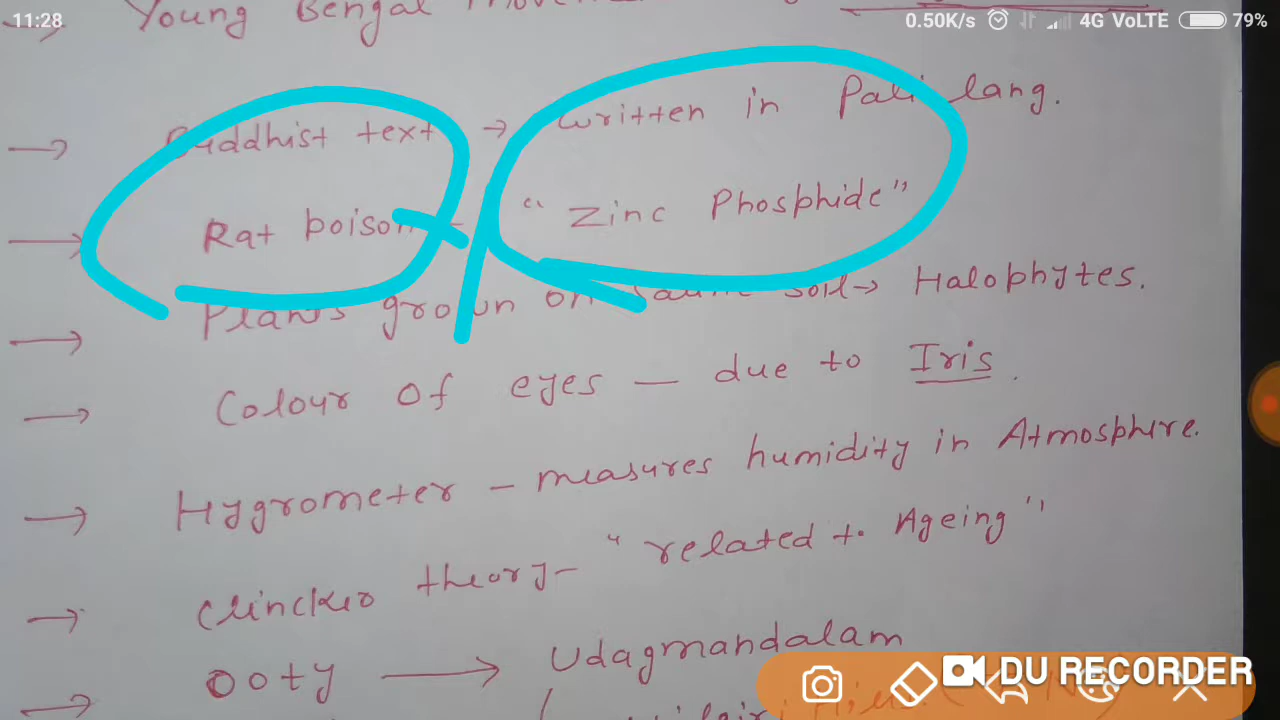 11:28 0.50K/s 4G VoLTE 79%
→ Young Bengal
→ Buddhist text → written in Pali lang.
→ Rat poison - "Zinc Phosphide"
→ Plants grown on saline soil → Halophytes.
→ Colour of eyes — due to Iris.
→ Hygrometer - measures humidity in Atmosphire.
→ Clincker theory - "related to Ageing"
→ Ooty → Udagmandalam
DU RECORDER